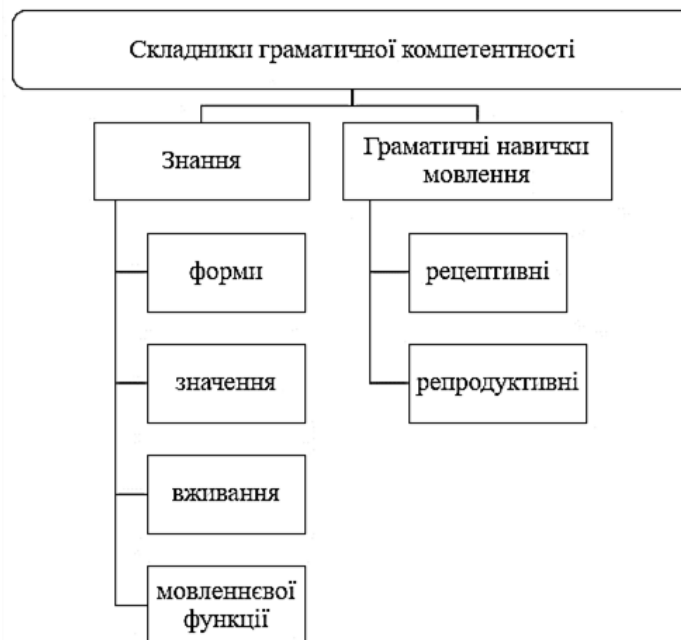 Складники граматичної компетентності
Знання
Граматичні навички
мовлення
форми
значення
вживання
мовленнєвої
функції
рецептивні
репродуктивні